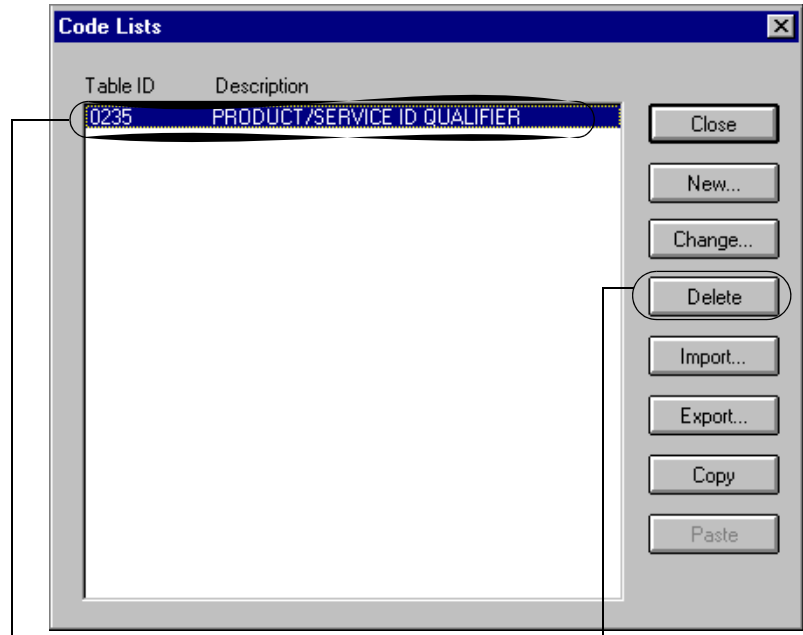 Code Lists
Table ID Description
0235 PRODUCT/SERVICE ID QUALIFIER
Close
New...
Change...
Delete
Import...
Export...
Copy
Paste